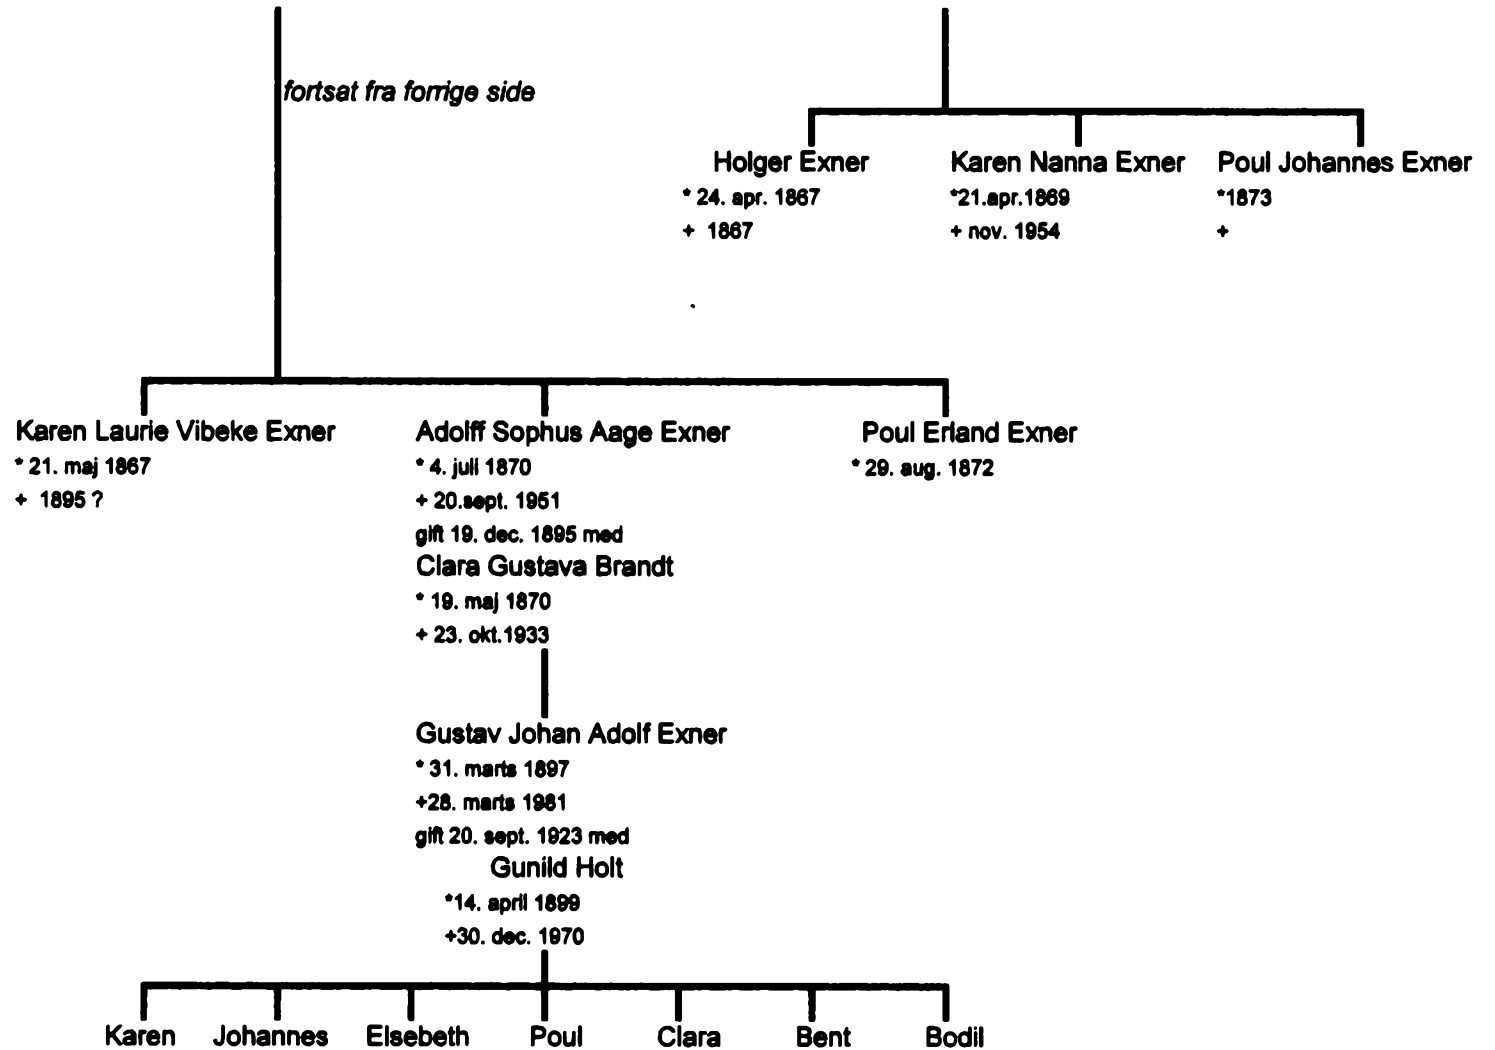 fortsat fra forrige side
Holger Exner
* 24. apr. 1867
+ 1867
Karen Nanna Exner
*21.apr.1869
+ nov. 1954
Poul Johannes Exner
*1873
+
Karen Laurie Vibeke Exner
* 21. maj 1867
+ 1895 ?
Adolff Sophus Aage Exner
* 4. juli 1870
+ 20.sept. 1951
gift 19. dec. 1895 med
Clara Gustava Brandt
* 19. maj 1870
+ 23. okt.1933
Poul Erland Exner
* 29. aug. 1872
Gustav Johan Adolf Exner
* 31. marts 1897
+28. marts 1981
gift 20. sept. 1923 med
Gunild Holt
*14. april 1899
+30. dec. 1970
Karen Johannes Elsebeth Poul Clara Bent Bodil